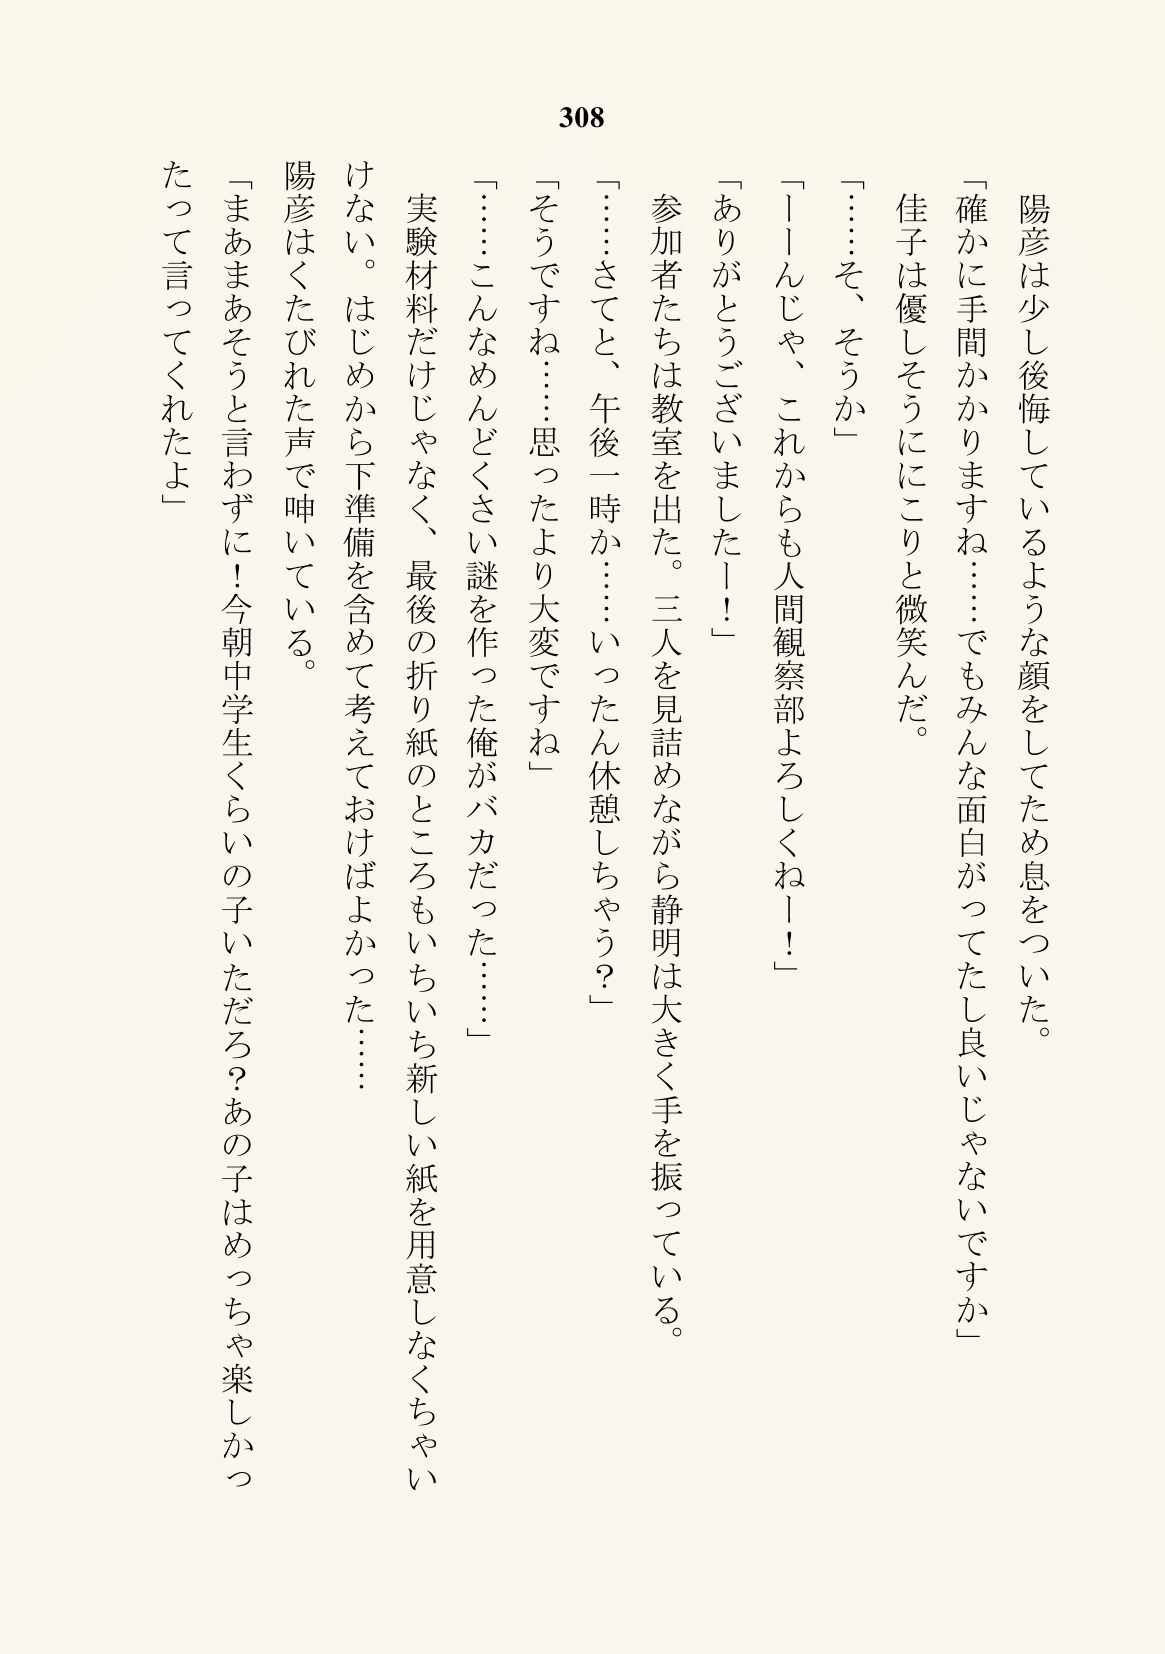 308
陽彦は少し後悔しているような顔をしてため息をついた。
「確かに手間かかりますね……でもみんな面白がってたし良いじゃないですか」
佳子は優しそうににこりと微笑んだ。
「……そ、そうか」
「ーーんじゃ、これからも人間観察部よろしくねー！」
「ありがとうございましたー！」
参加者たちは教室を出た。三人を見詰めながら静明は大きく手を振っている。
「……さてと、午後一時か……いったん休憩しちゃう？」
「そうですね……思ったより大変ですね」
「……こんなめんどくさい謎を作った俺がバカだった……」
実験材料だけじゃなく、最後の折り紙のところもいちいち新しい紙を用意しなくちゃい
けない。はじめから下準備を含めて考えておけばよかった……
陽彦はくたびれた声で呻いている。
「まあまあそうと言わずに！今朝中学生くらいの子いただろ？あの子はめっちゃ楽しかっ
たって言ってくれたよ」